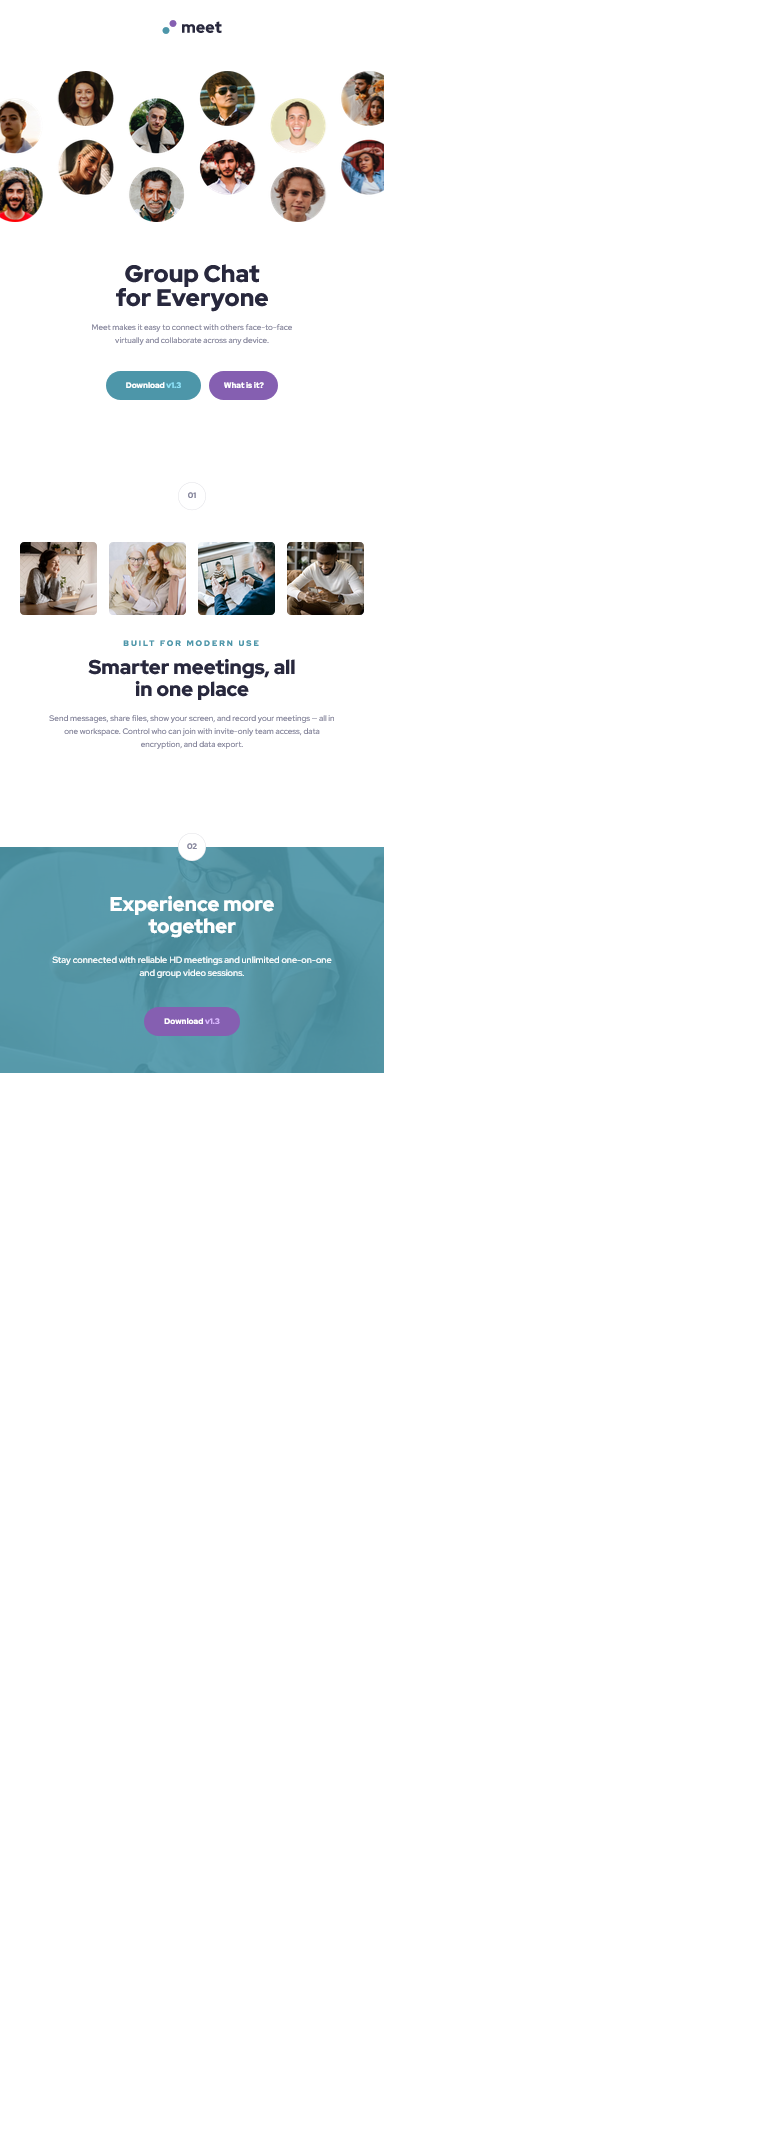 meet
Group Chat
for Everyone
Meet makes it easy to connect with others face-to-face
virtually and collaborate across any device.
Download v1.3
What is it?
01
BUILT FOR MODERN USE
Smarter meetings, all
in one place
Send messages, share files, show your screen, and record your meetings — all in
one workspace. Control who can join with invite-only team access, data
encryption, and data export.
02
Experience more
together
Stay connected with reliable HD meetings and unlimited one-on-one
and group video sessions.
Download v1.3